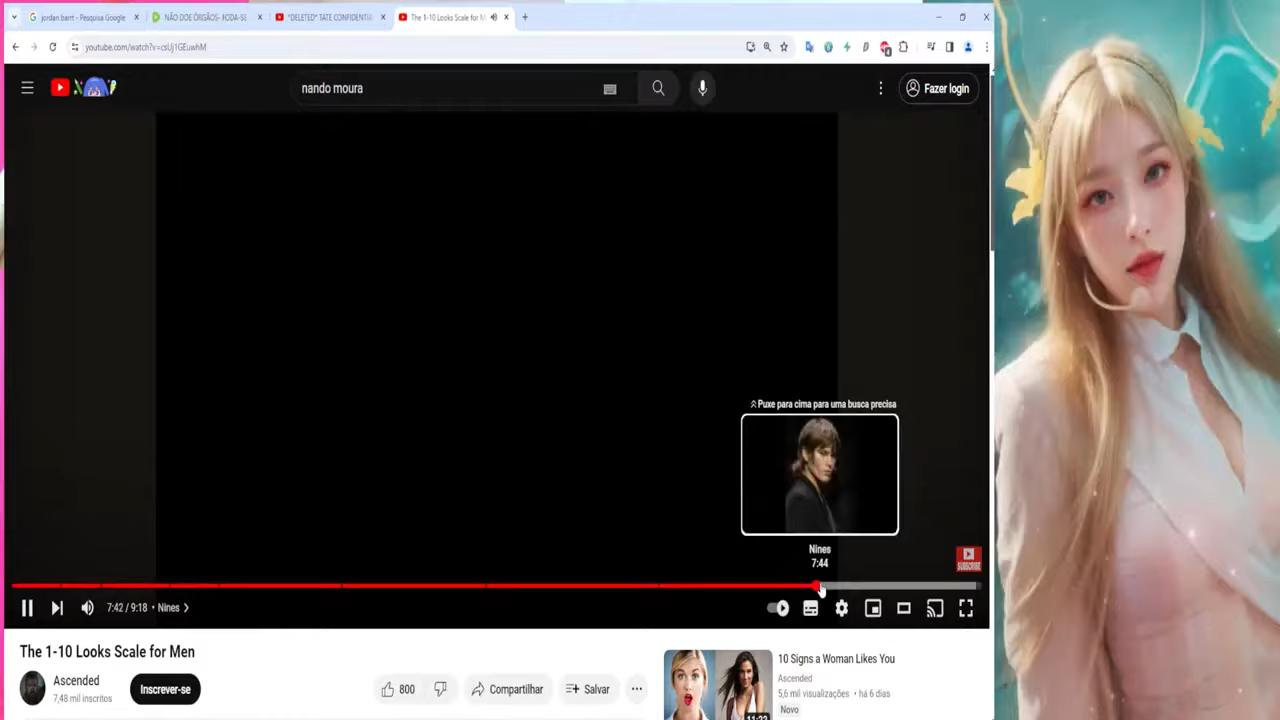 jordan barrt - Pesquisa Google
NÃO DOE ÓRGÃOS- FODA-SE
*DELETED* TATE CONFIDENTIA
The 1-10 Looks Scale for M
youtube.com/watch?v=csUj1GEuwhM
nando moura
Fazer login
Puxe para cima para uma busca precisa
Nines
7:44
SUBSCRIBE
7:42 / 9:18 • Nines
The 1-10 Looks Scale for Men
Ascended
7,48 mil inscritos
Inscrever-se
800
Compartilhar
Salvar
10 Signs a Woman Likes You
Ascended
5,6 mil visualizações • há 6 dias
Novo